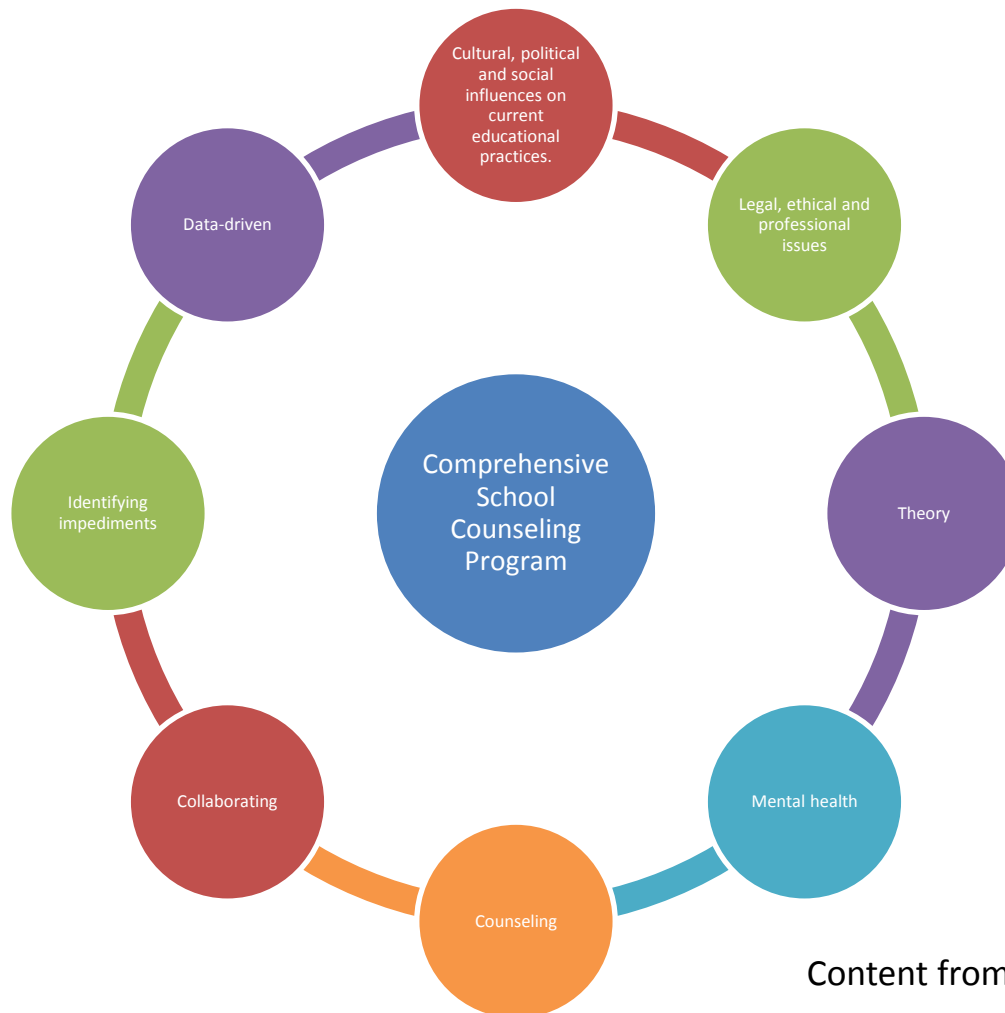 Cultural, political
and social
influences on
current
educational
practices.
Legal, ethical and
professional
issues
Theory
Mental health
Counseling
Collaborating
Identifying
impediments
Data-driven
Comprehensive
School
Counseling
Program
Content from